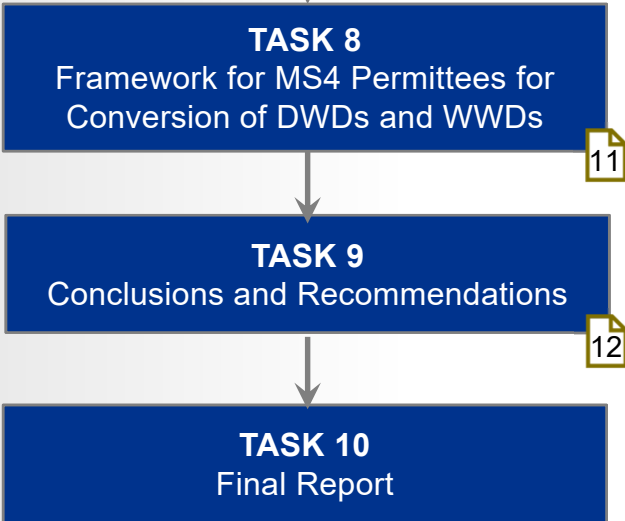 TASK 8
Framework for MS4 Permittees for
Conversion of DWDs and WWDs
11
TASK 9
Conclusions and Recommendations
12
TASK 10
Final Report